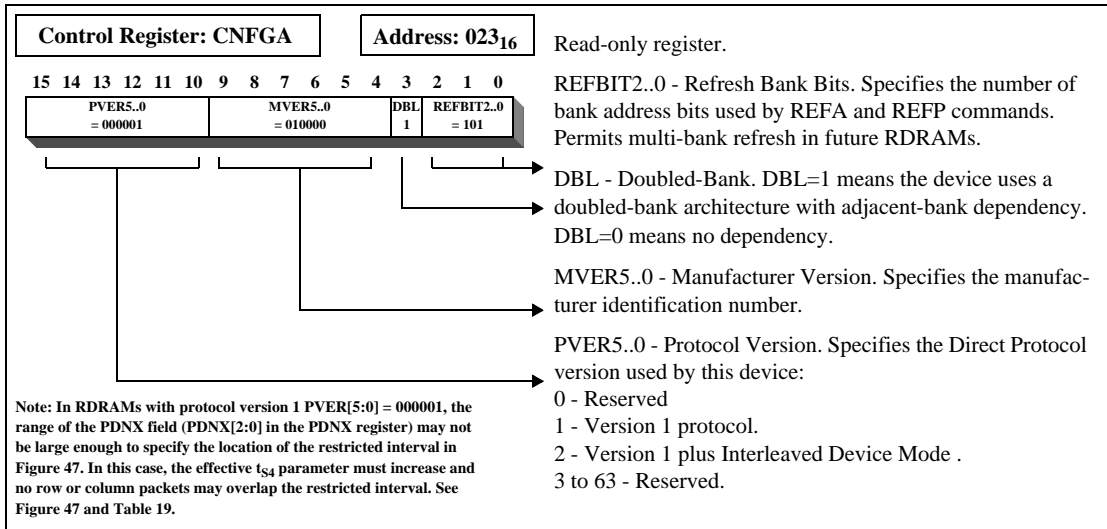 Control Register: CNFGA
Address: 023₁₆
15 14 13 12 11 10 9 8 7 6 5 4 3 2 1 0
PVER5..0 MVER5..0 DBL REFBIT2..0
= 000001 = 010000 1 = 101
Note: In RDRAMs with protocol version 1 PVER[5:0] = 000001, the
range of the PDNX field (PDNX[2:0] in the PDNX register) may not
be large enough to specify the location of the restricted interval in
Figure 47. In this case, the effective tS4 parameter must increase and
no row or column packets may overlap the restricted interval. See
Figure 47 and Table 19.
Read-only register.
REFBIT2..0 - Refresh Bank Bits. Specifies the number of
bank address bits used by REFA and REFP commands.
Permits multi-bank refresh in future RDRAMs.
DBL - Doubled-Bank. DBL=1 means the device uses a
doubled-bank architecture with adjacent-bank dependency.
DBL=0 means no dependency.
MVER5..0 - Manufacturer Version. Specifies the manufac-
turer identification number.
PVER5..0 - Protocol Version. Specifies the Direct Protocol
version used by this device:
0 - Reserved
1 - Version 1 protocol.
2 - Version 1 plus Interleaved Device Mode .
3 to 63 - Reserved.